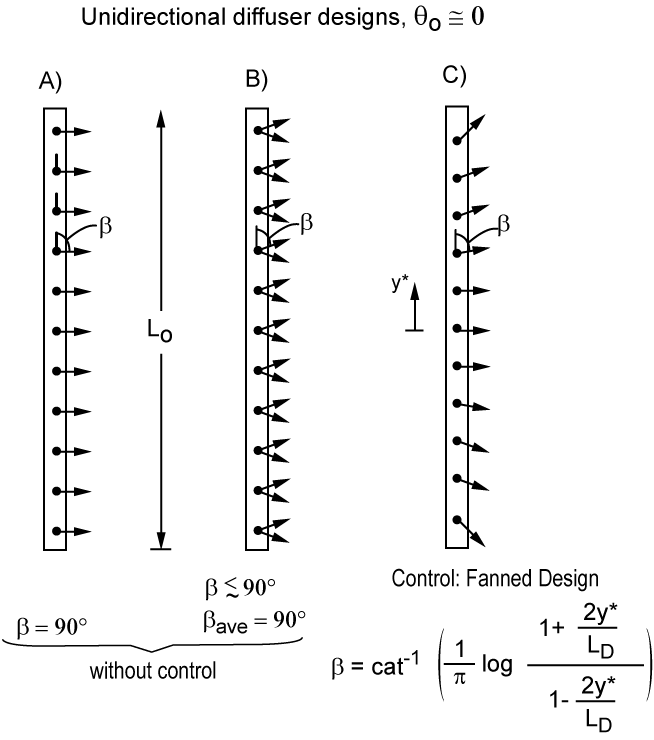 Unidirectional diffuser designs, θo ≅ 0
A)
B)
C)
β
β
β
y*
LO
β ≲ 90°
β = 90°
βave = 90°
without control
Control: Fanned Design
β = cat-1 ( 1/π log (1+ 2y*/LD) / (1- 2y*/LD) )